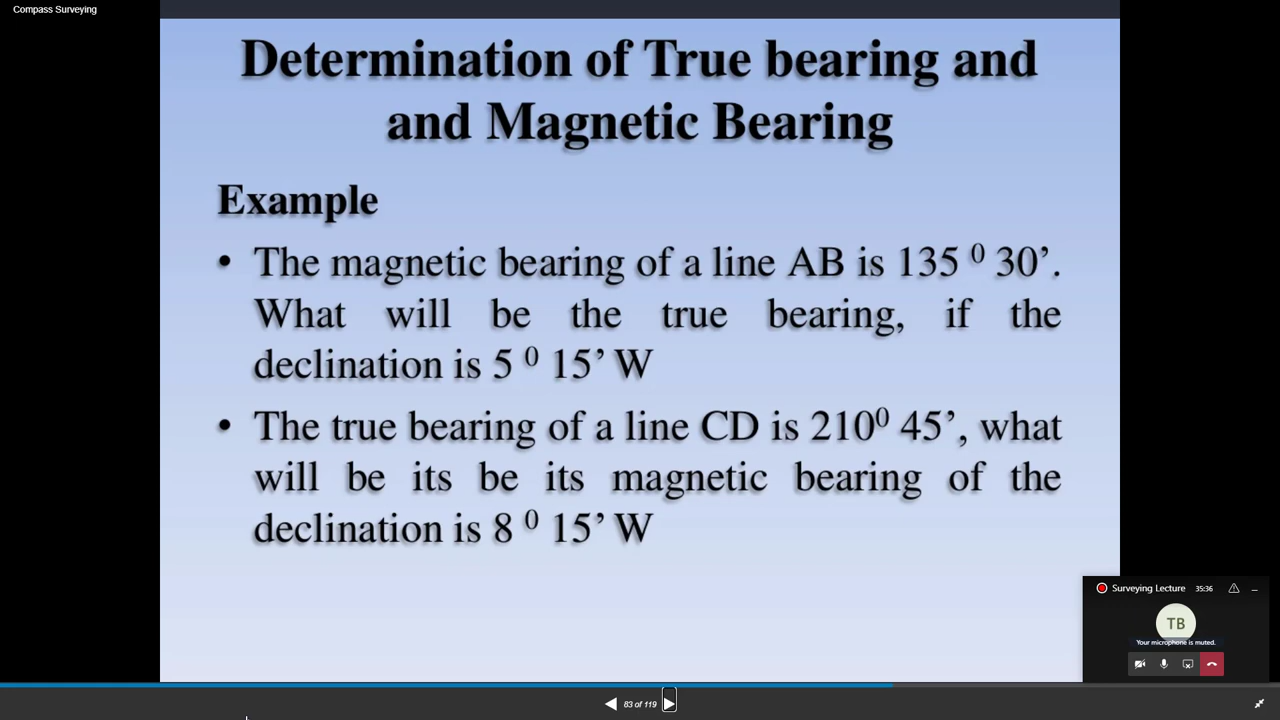 Compass Surveying
Determination of True bearing and
and Magnetic Bearing
Example
• The magnetic bearing of a line AB is 135 ⁰ 30’.
What will be the true bearing, if the
declination is 5 ⁰ 15’ W
• The true bearing of a line CD is 210⁰ 45’, what
will be its be its magnetic bearing of the
declination is 8 ⁰ 15’ W
Surveying Lecture 35:36
TB
Your microphone is muted.
83 of 119